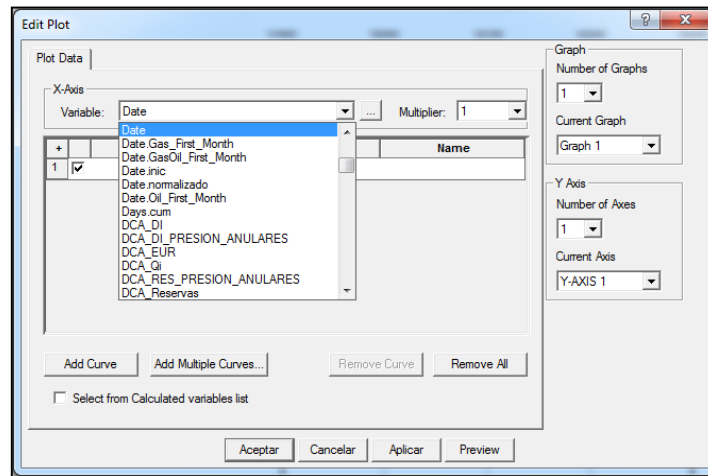 Edit Plot
Plot Data
X-Axis
Variable: Date ... Multiplier: 1
+ Name
1
Date
Date.Gas_First_Month
Date.GasOil_First_Month
Date.inic
Date.normalizado
Date.Oil_First_Month
Days.cum
DCA_DI
DCA_DI_PRESION_ANULARES
DCA_EUR
DCA_Qi
DCA_RES_PRESION_ANULARES
DCA_Reservas
Add Curve Add Multiple Curves... Remove Curve Remove All
Select from Calculated variables list
Graph
Number of Graphs
1
Current Graph
Graph 1
Y Axis
Number of Axes
1
Current Axis
Y-AXIS 1
Aceptar Cancelar Aplicar Preview